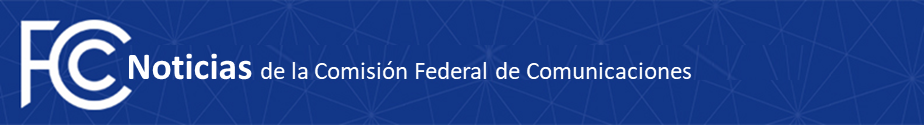 FCC
Noticias de la Comisión Federal de Comunicaciones